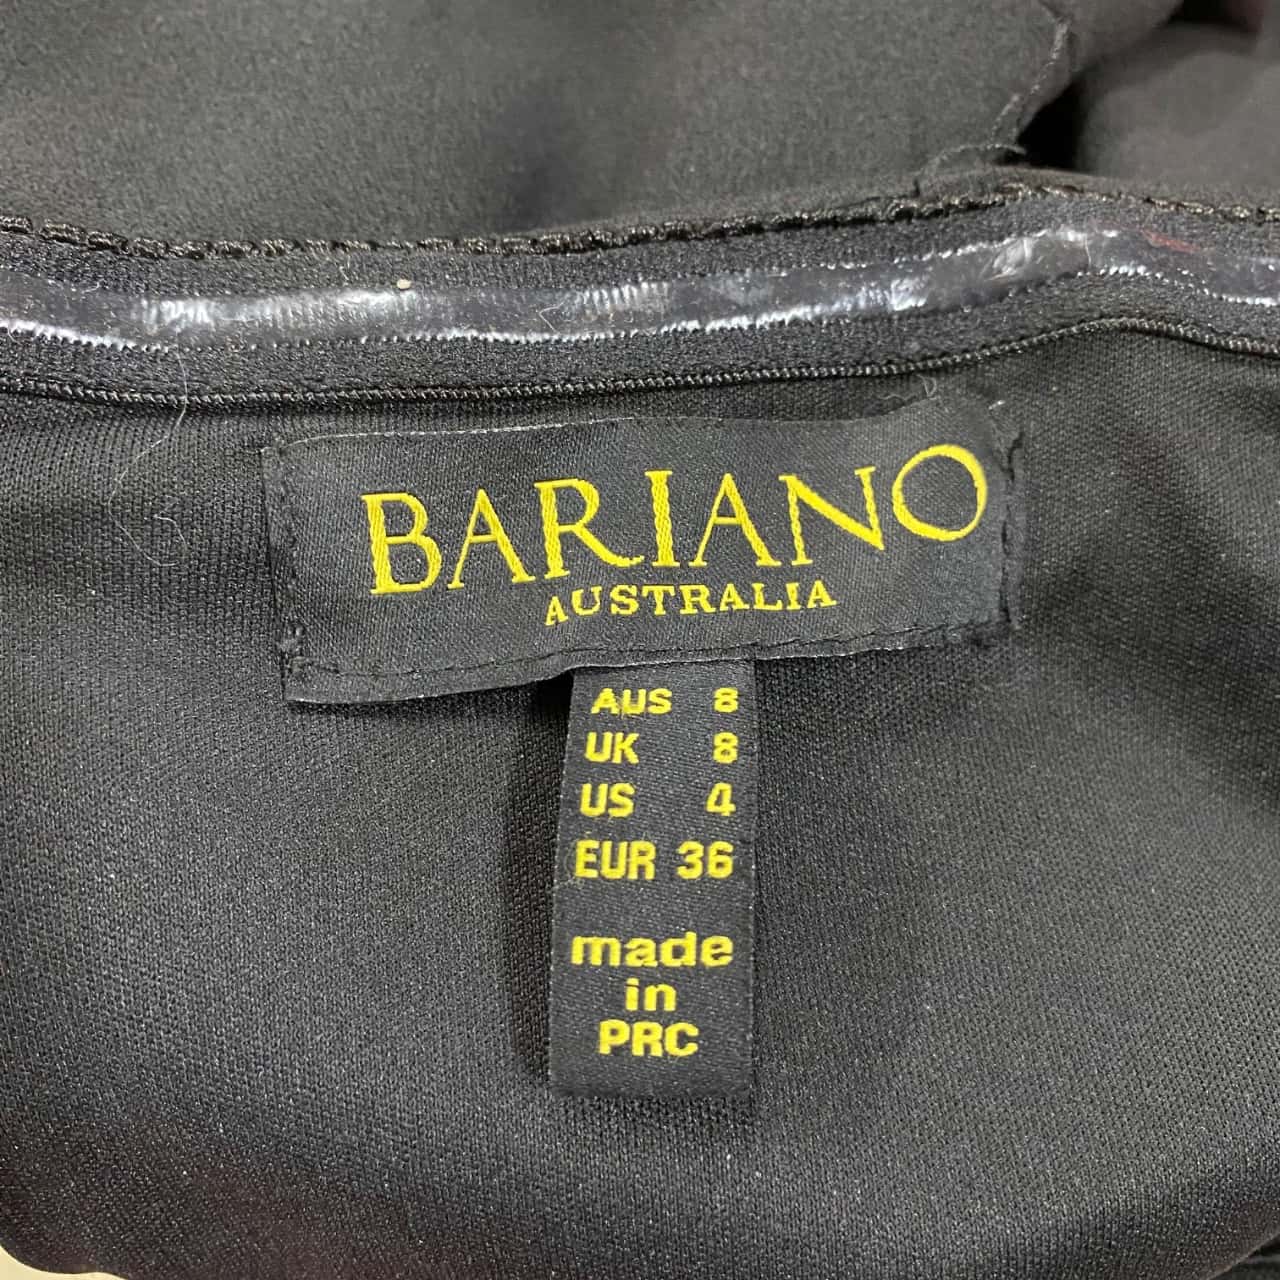 BARIANO
AUSTRALIA
AUS 8
UK 8
US 4
EUR 36
made
in
PRC